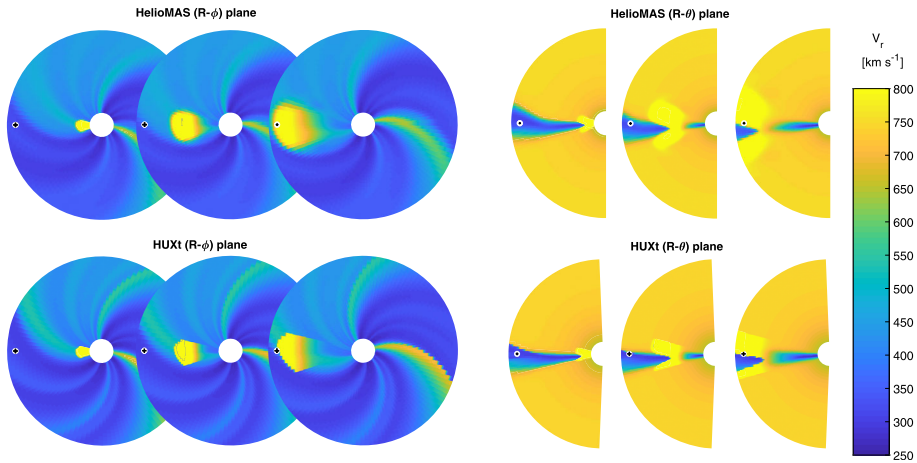 HelioMAS (R-ϕ) plane
HelioMAS (R-θ) plane
V_r
[km s⁻¹]
800
750
700
650
600
550
500
450
400
350
300
250
HUXt (R-ϕ) plane
HUXt (R-θ) plane